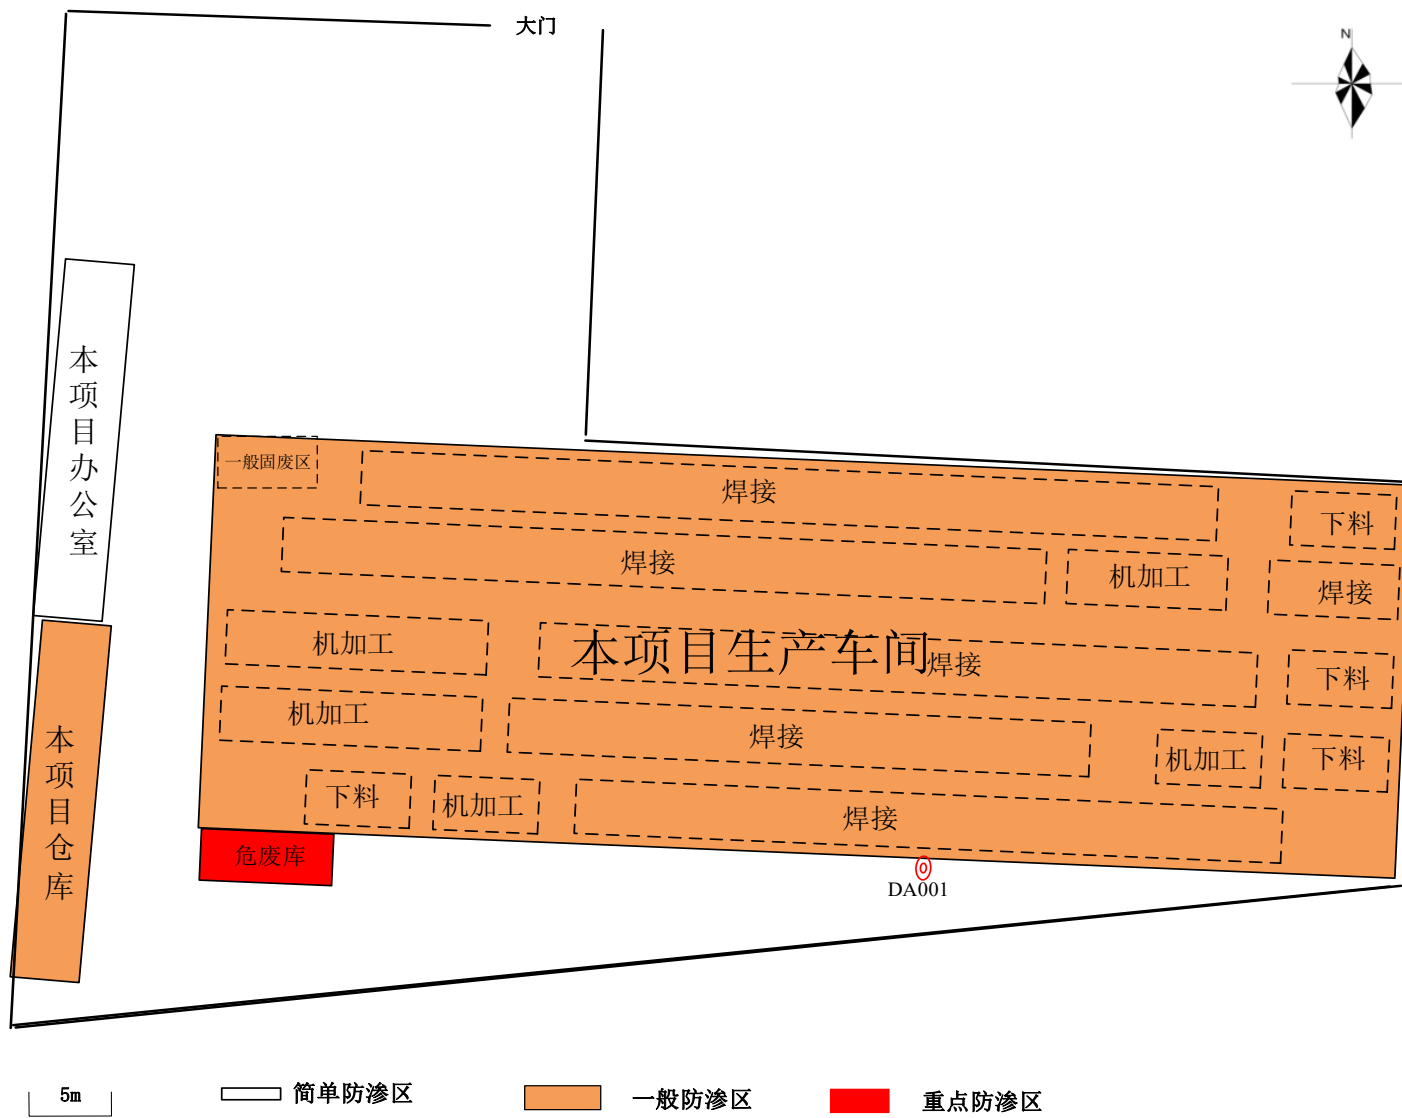 大门
N
本项目办公室
一般固废区
焊接
下料
焊接
机加工
焊接
机加工
本项目生产车间
焊接
下料
机加工
焊接
机加工
下料
本项目仓库
下料
机加工
焊接
危废库
DA001
5m
简单防渗区
一般防渗区
重点防渗区